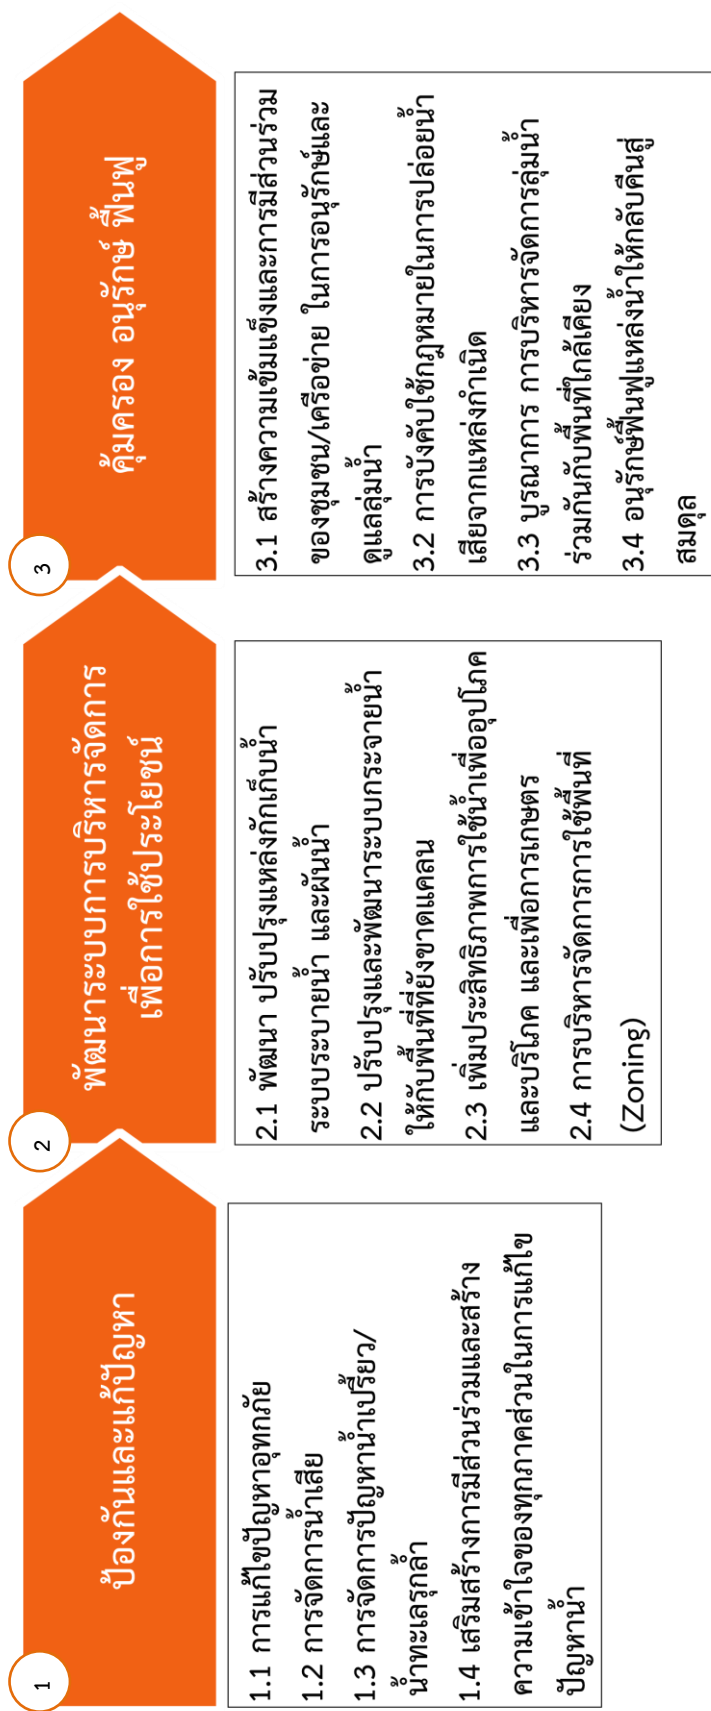 1
ป้องกันและแก้ปัญหา
1.1 การแก้ไขปัญหาอุทกภัย
1.2 การจัดการน้ำเสีย
1.3 การจัดการปัญหาน้ำเปรี้ยว/
น้ำทะเลรุกล้ำ
1.4 เสริมสร้างการมีส่วนร่วมและสร้าง
ความเข้าใจของทุกภาคส่วนในการแก้ไข
ปัญหาน้ำ
2
พัฒนาระบบการบริหารจัดการ
เพื่อการใช้ประโยชน์
2.1 พัฒนา ปรับปรุงแหล่งกักเก็บน้ำ
ระบบระบายน้ำ และผันน้ำ
2.2 ปรับปรุงและพัฒนาระบบกระจายน้ำ
ให้กับพื้นที่ที่ยังขาดแคลน
2.3 เพิ่มประสิทธิภาพการใช้น้ำเพื่ออุปโภค
และบริโภค และเพื่อการเกษตร
2.4 การบริหารจัดการการใช้พื้นที่
(Zoning)
3
คุ้มครอง อนุรักษ์ ฟื้นฟู
3.1 สร้างความเข้มแข็งและการมีส่วนร่วม
ของชุมชน/เครือข่าย ในการอนุรักษ์และ
ดูแลลุ่มน้ำ
3.2 การบังคับใช้กฎหมายในการปล่อยน้ำ
เสียจากแหล่งกำเนิด
3.3 บูรณาการ การบริหารจัดการลุ่มน้ำ
ร่วมกันกับพื้นที่ใกล้เคียง
3.4 อนุรักษ์ฟื้นฟูแหล่งน้ำให้กลับคืนสู่
สมดุล